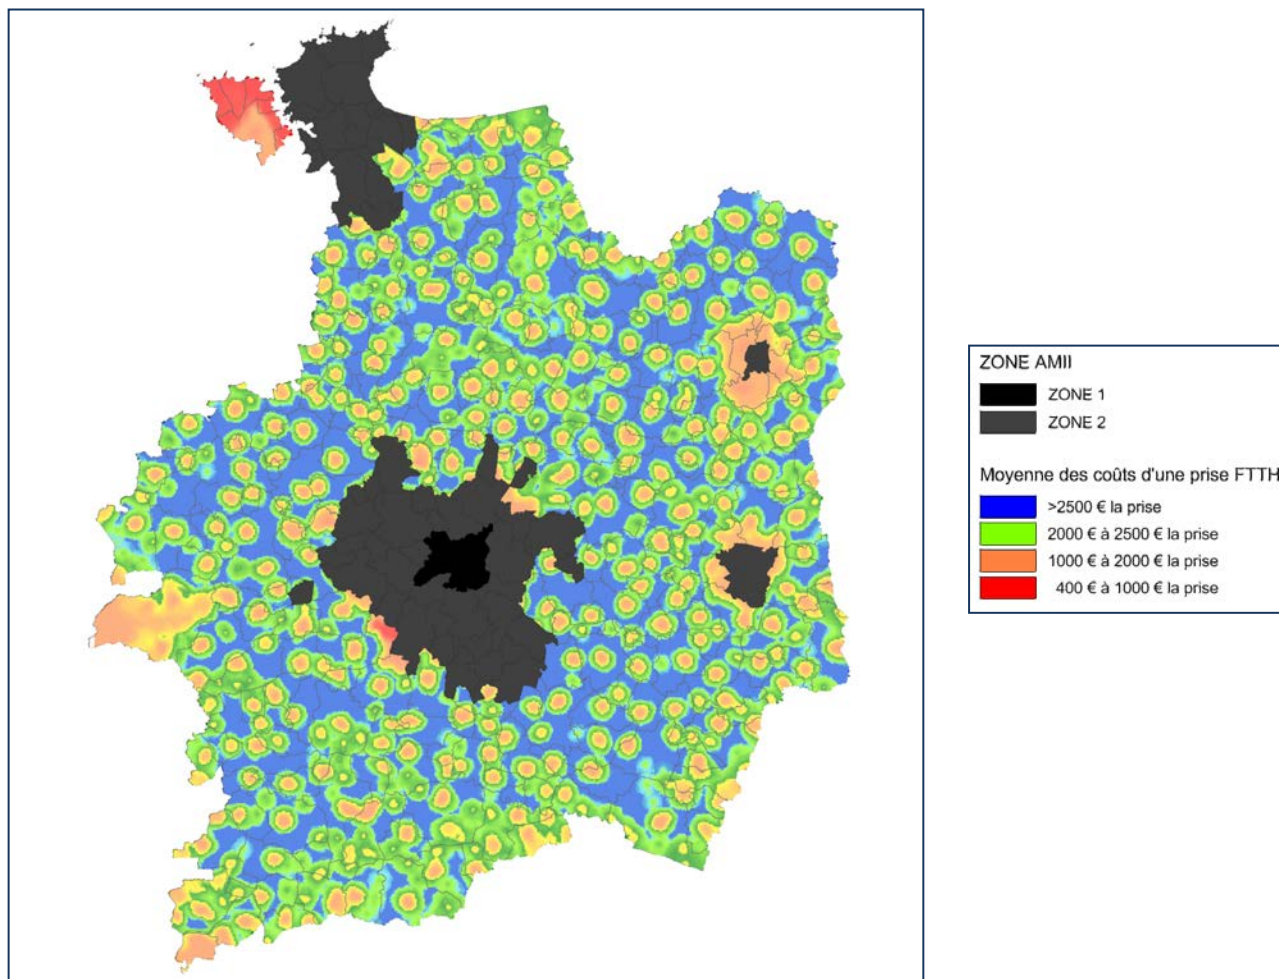 ZONE AMII
ZONE 1
ZONE 2
Moyenne des coûts d'une prise FTTH
>2500 € la prise
2000 € à 2500 € la prise
1000 € à 2000 € la prise
400 € à 1000 € la prise